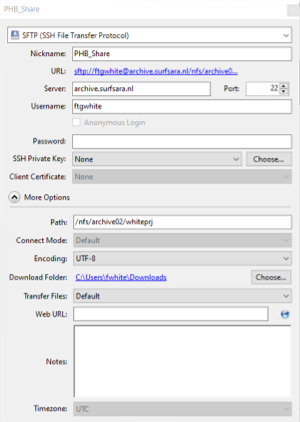 PHB_Share
SFTP (SSH File Transfer Protocol)
Nickname: PHB_Share
URL: sftp://ftgwhite@archive.surfsara.nl/nfs/archive0...
Server: archive.surfsara.nl Port: 22
Username: ftgwhite
Anonymous Login
Password:
SSH Private Key: None Choose...
Client Certificate: None
More Options
Path: /nfs/archive02/whiteprj
Connect Mode: Default
Encoding: UTF-8
Download Folder: C:\Users\fwhite\Downloads Choose...
Transfer Files: Default
Web URL:
Notes:
Timezone: UTC